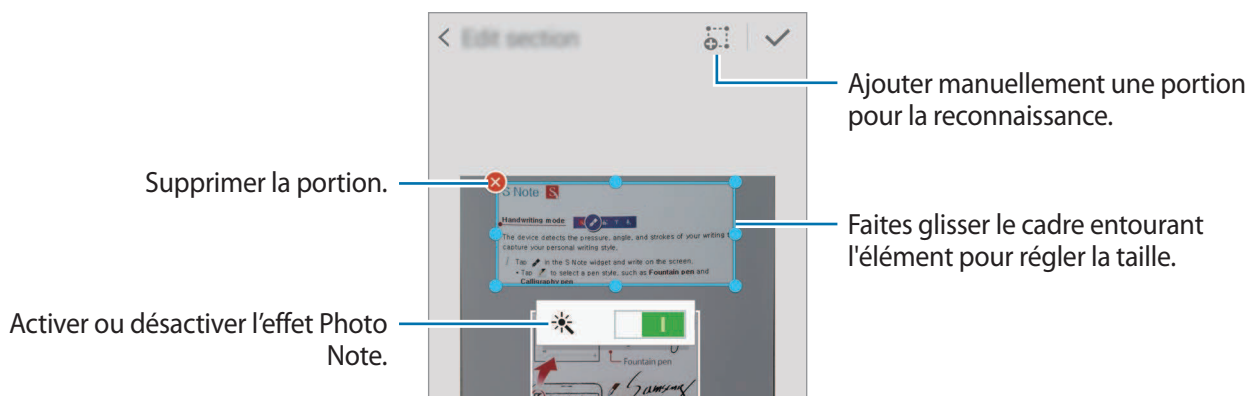 Edit section
Ajouter manuellement une portion
pour la reconnaissance.
Supprimer la portion.
S Note
Handwriting mode
The device detects the pressure, angle, and strokes of your writing
capture your personal writing style.
Tap in the S Note widget and write on the screen.
• Tap to select a pen style, such as Fountain pen and
Calligraphy pen
Faites glisser le cadre entourant
l'élément pour régler la taille.
Activer ou désactiver l'effet Photo
Note.
Fountain pen
Samsung